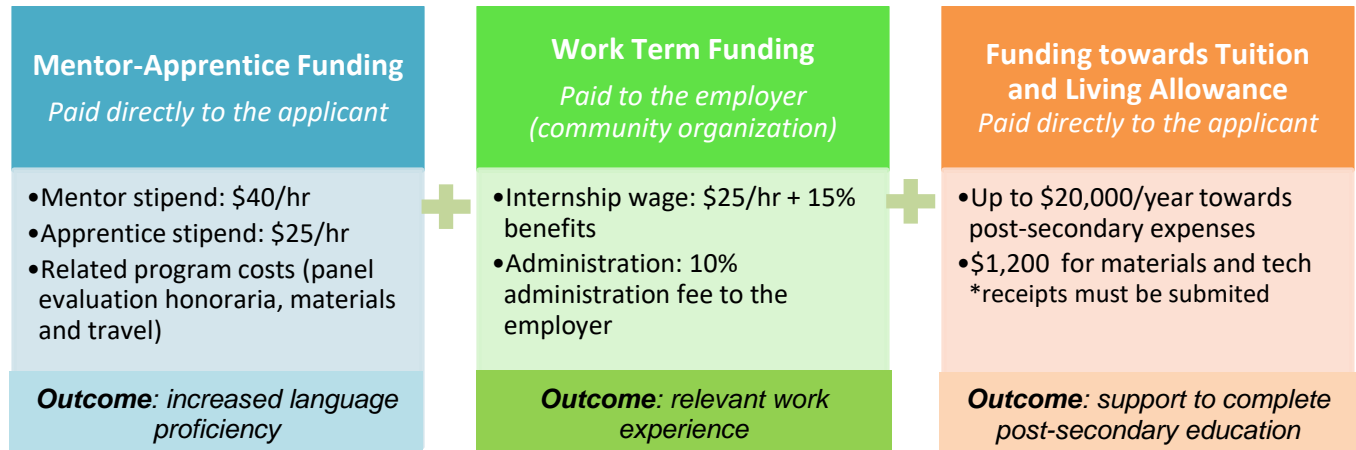 Mentor-Apprentice Funding
Paid directly to the applicant
•Mentor stipend: $40/hr
•Apprentice stipend: $25/hr
•Related program costs (panel
evaluation honoraria, materials
and travel)
Outcome: increased language
proficiency
Work Term Funding
Paid to the employer
(community organization)
•Internship wage: $25/hr + 15%
benefits
•Administration: 10%
administration fee to the
employer
Outcome: relevant work
experience
Funding towards Tuition
and Living Allowance
Paid directly to the applicant
•Up to $20,000/year towards
post-secondary expenses
•$1,200 for materials and tech
*receipts must be submited
Outcome: support to complete
post-secondary education